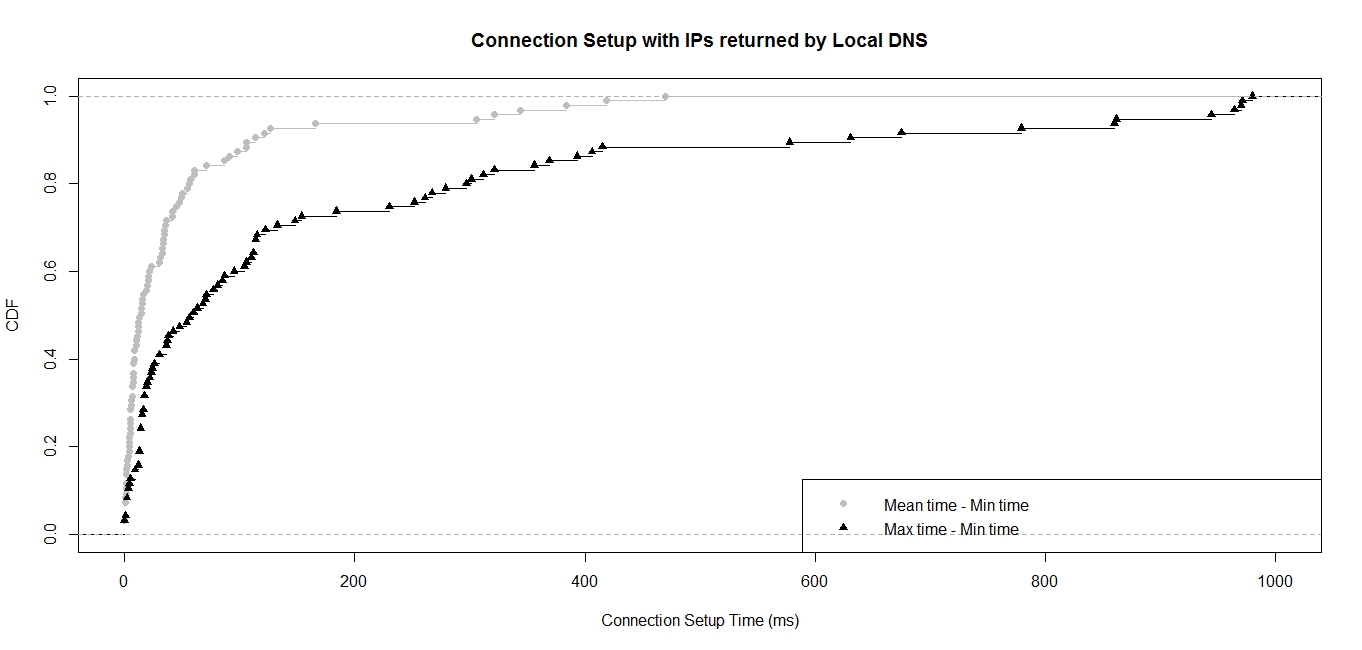 Connection Setup with IPs returned by Local DNS
1.0
0.8
0.6
0.4
0.2
0.0
CDF
Mean time - Min time
Max time - Min time
0 200 400 600 800 1000
Connection Setup Time (ms)